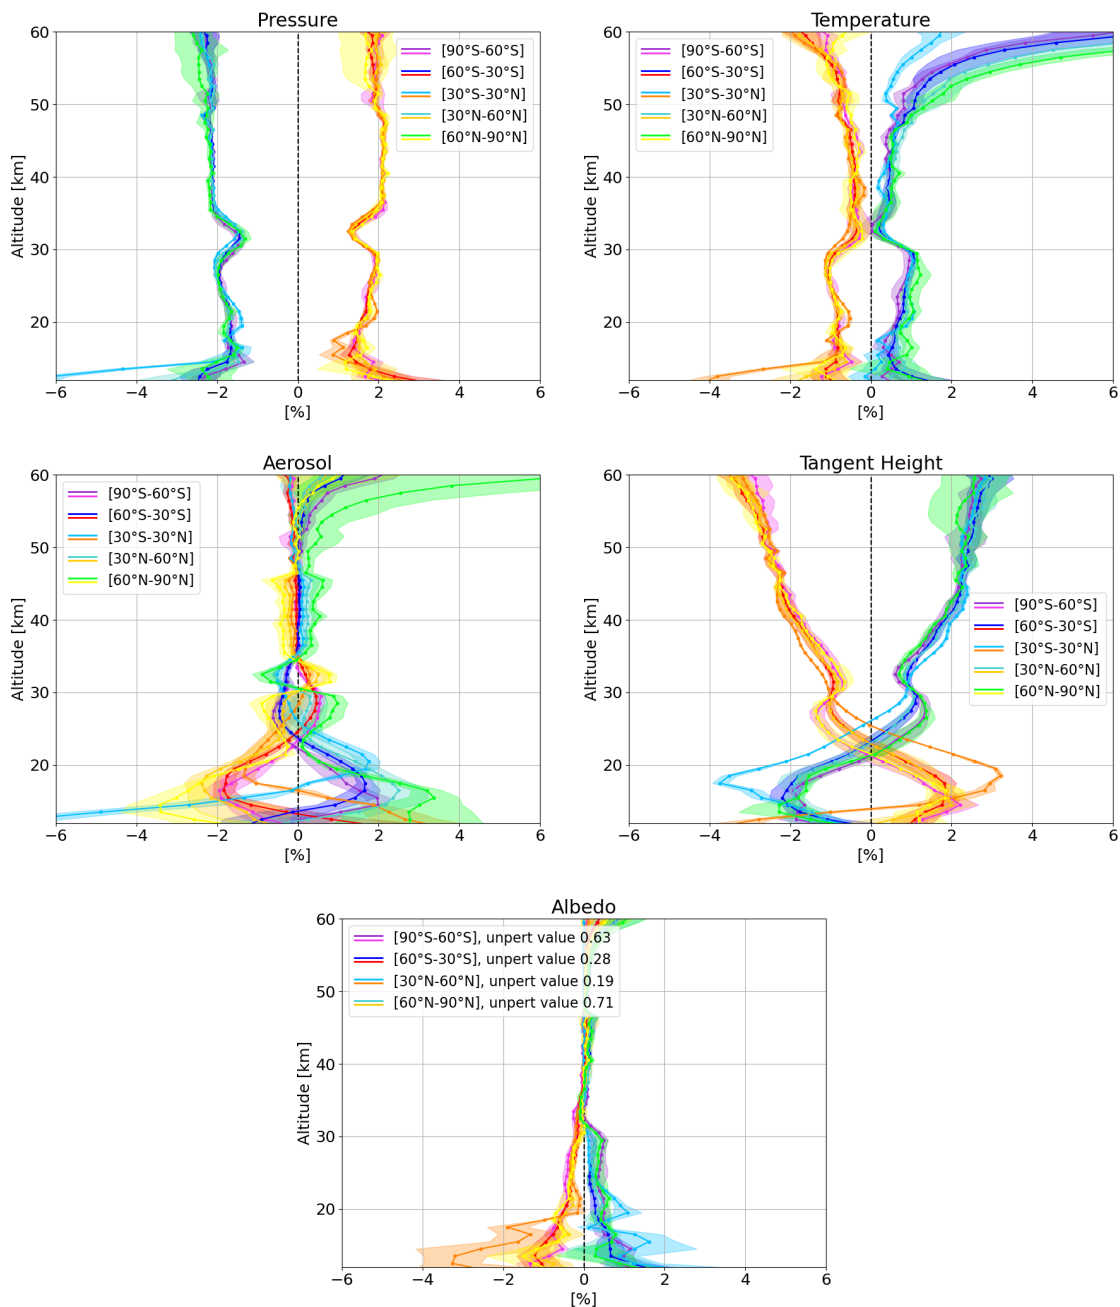 Pressure
Temperature
60
50
40
30
20
Altitude [km]
[90°S-60°S]
[60°S-30°S]
[30°S-30°N]
[30°N-60°N]
[60°N-90°N]
−6
−4
−2
0
2
4
6
[%]
60
50
40
30
20
Altitude [km]
[90°S-60°S]
[60°S-30°S]
[30°S-30°N]
[30°N-60°N]
[60°N-90°N]
−6
−4
−2
0
2
4
6
[%]
Aerosol
Tangent Height
60
50
40
30
20
Altitude [km]
[90°S-60°S]
[60°S-30°S]
[30°S-30°N]
[30°N-60°N]
[60°N-90°N]
−6
−4
−2
0
2
4
6
[%]
60
50
40
30
20
Altitude [km]
[90°S-60°S]
[60°S-30°S]
[30°S-30°N]
[30°N-60°N]
[60°N-90°N]
−6
−4
−2
0
2
4
6
[%]
Albedo
60
50
40
30
20
Altitude [km]
[90°S-60°S], unpert value 0.63
[60°S-30°S], unpert value 0.28
[30°N-60°N], unpert value 0.19
[60°N-90°N], unpert value 0.71
−6
−4
−2
0
2
4
6
[%]